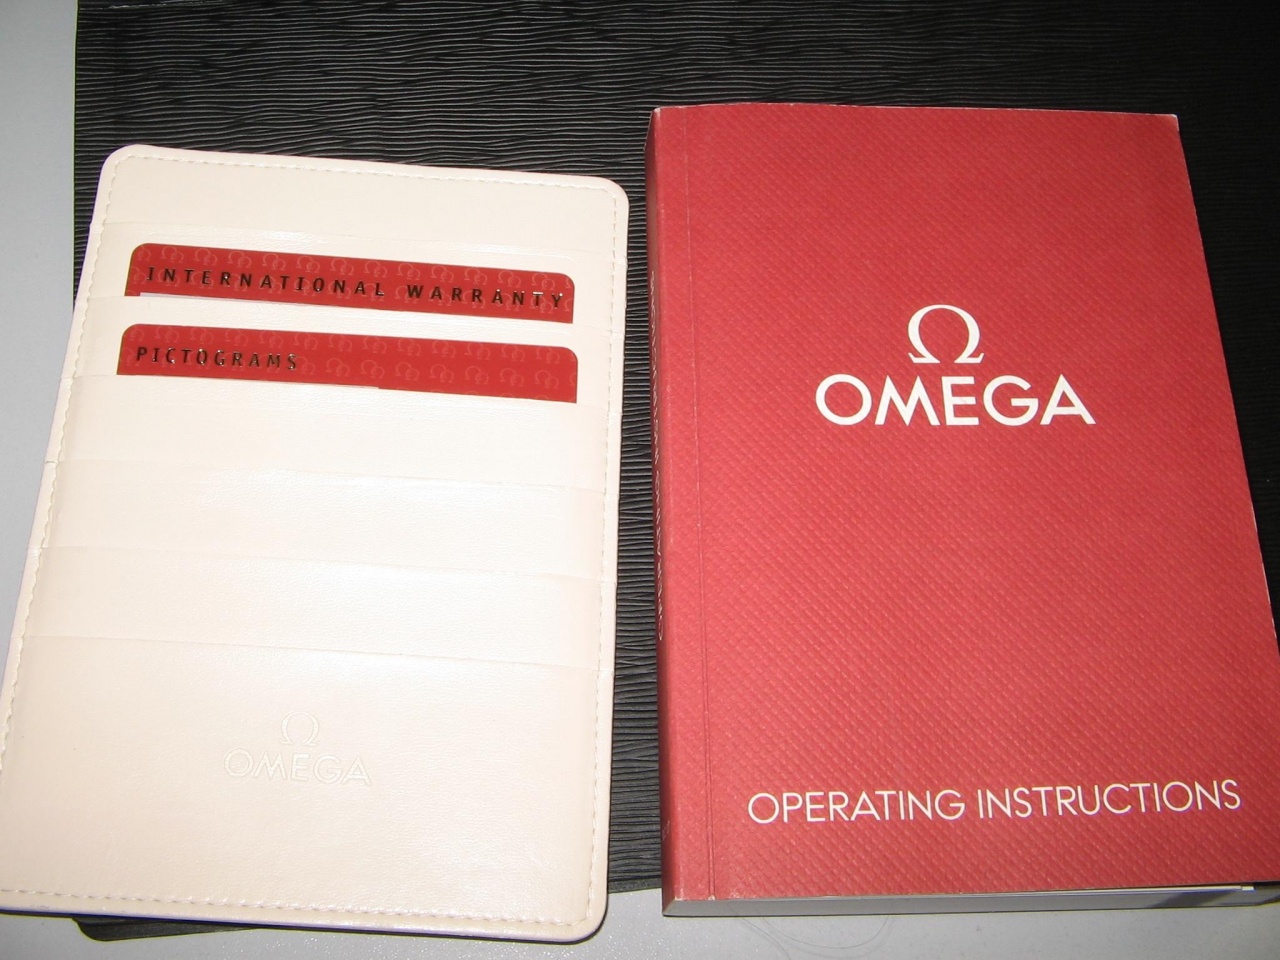 INTERNATIONAL WARRANTY
PICTOGRAMS
Ω
OMEGA
Ω
OMEGA
OPERATING INSTRUCTIONS